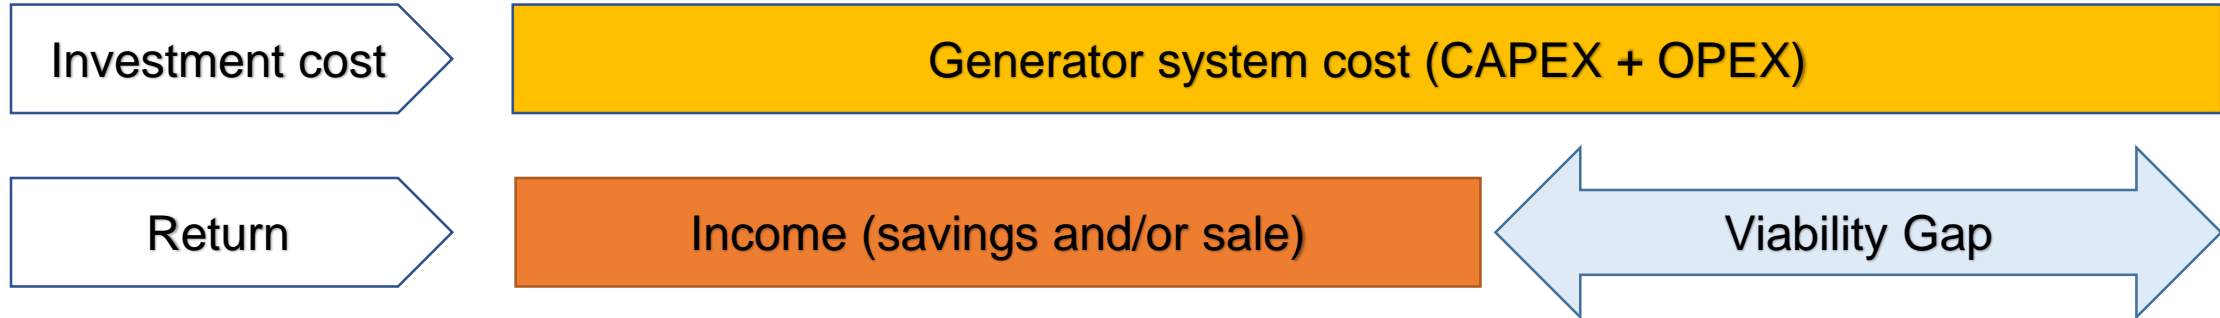 Investment cost
Generator system cost (CAPEX + OPEX)
Return
Income (savings and/or sale)
Viability Gap